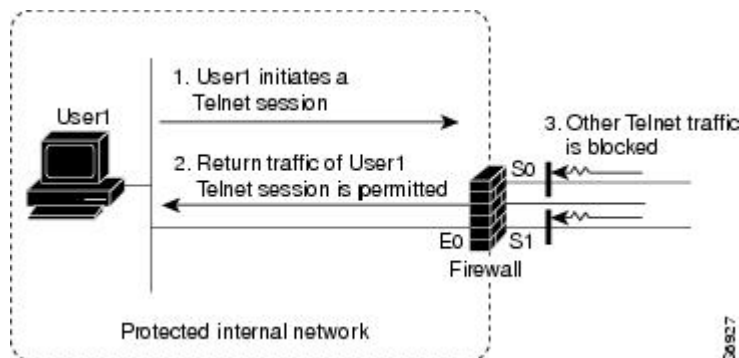 1. User1 initiates a
Telnet session
User1
2. Return traffic of User1
Telnet session is permitted
3. Other Telnet traffic
is blocked
S0
E0
S1
Firewall
Protected internal network
S6927